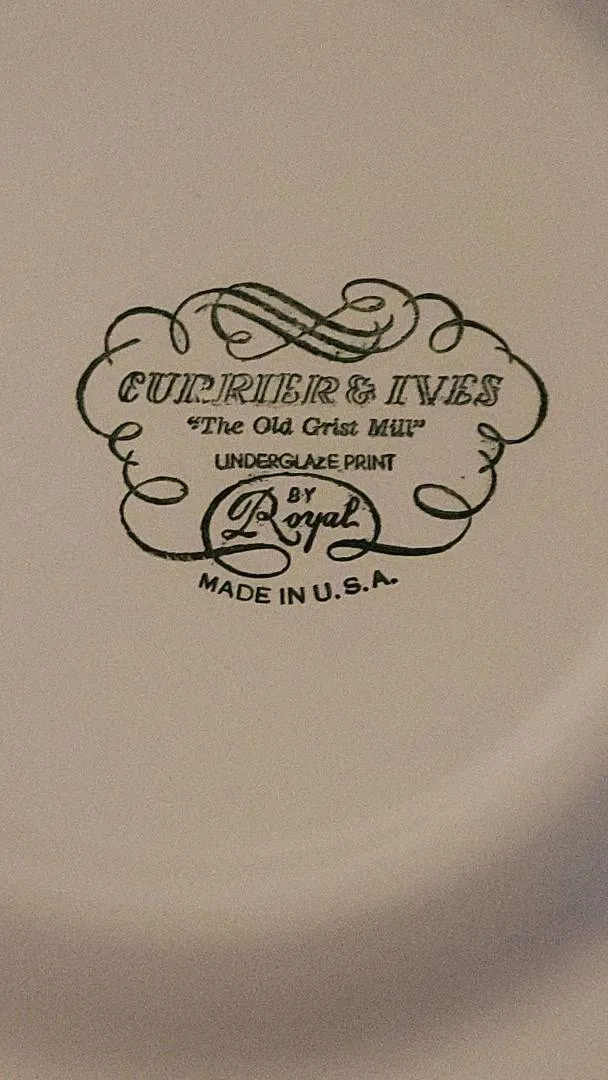 CURRIER & IVES
"The Old Grist Mill"
UNDERGLAZE PRINT
BY
Royal
MADE IN U.S.A.